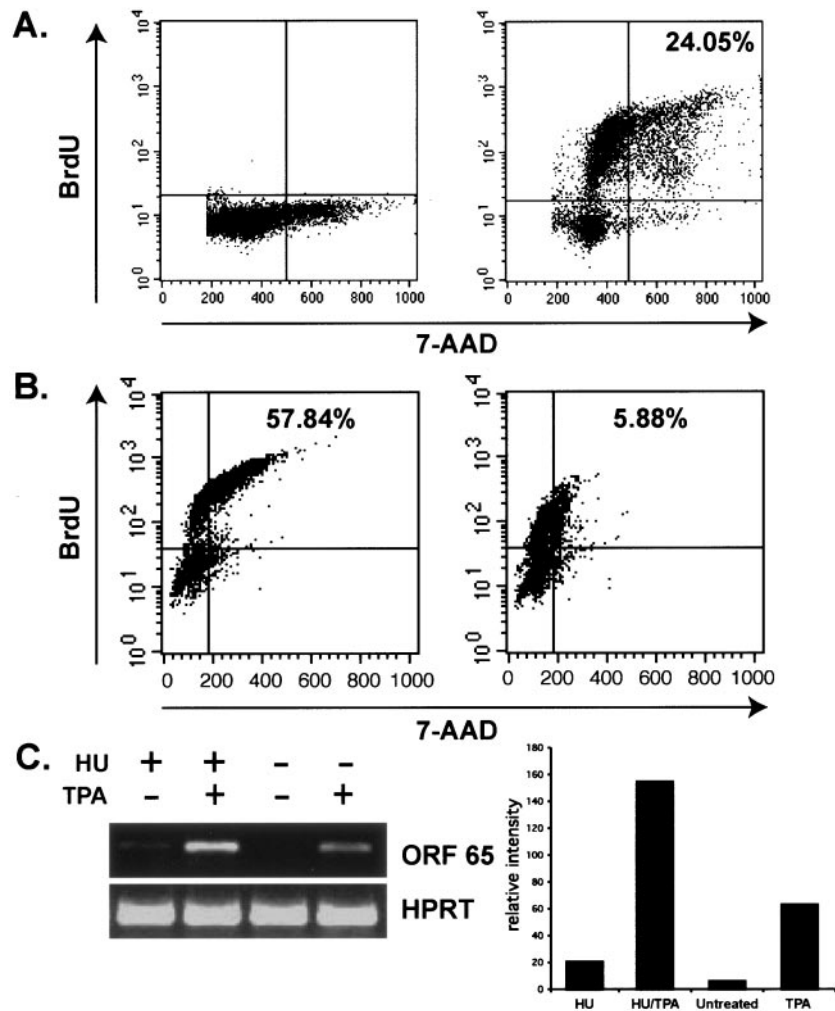 A.
24.05%
BrdU
10^4
10^3
10^2
10^1
10^0
0 200 400 600 800 1000
10^4
10^3
10^2
10^1
10^0
0 200 400 600 800 1000
7-AAD
B.
57.84%
5.88%
BrdU
10^4
10^3
10^2
10^1
10^0
0 200 400 600 800 1000
10^4
10^3
10^2
10^1
10^0
0 200 400 600 800 1000
7-AAD
C.
HU + + - -
TPA - + - +
ORF 65
HPRT
relative intensity
180
160
140
120
100
80
60
40
20
0
HU HU/TPA Untreated TPA